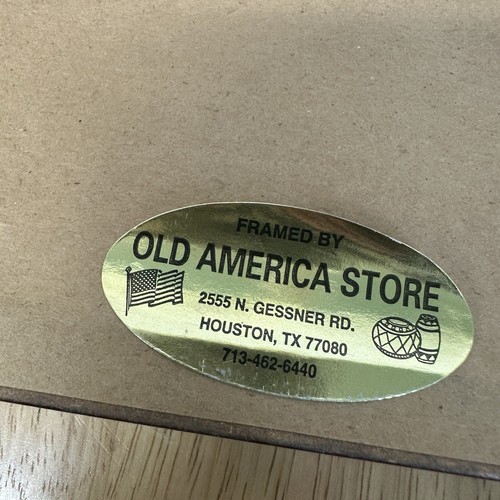 FRAMED BY
OLD AMERICA STORE
2555 N. GESSNER RD.
HOUSTON, TX 77080
713-462-6440